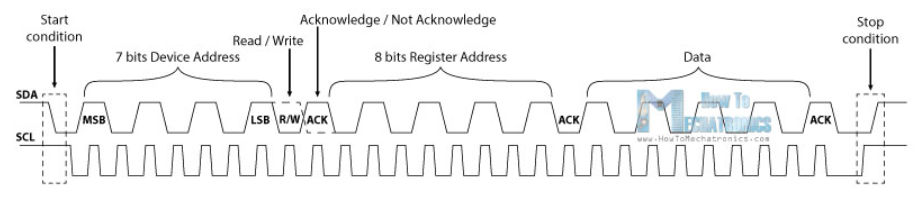 Start
condition
Acknowledge / Not Acknowledge
Stop
condition
Read / Write
7 bits Device Address
8 bits Register Address
Data
SDA
MSB
LSB
R/W
ACK
ACK
ACK
SCL
How To
MECHATRONICS
www.HowToMechatronics.com